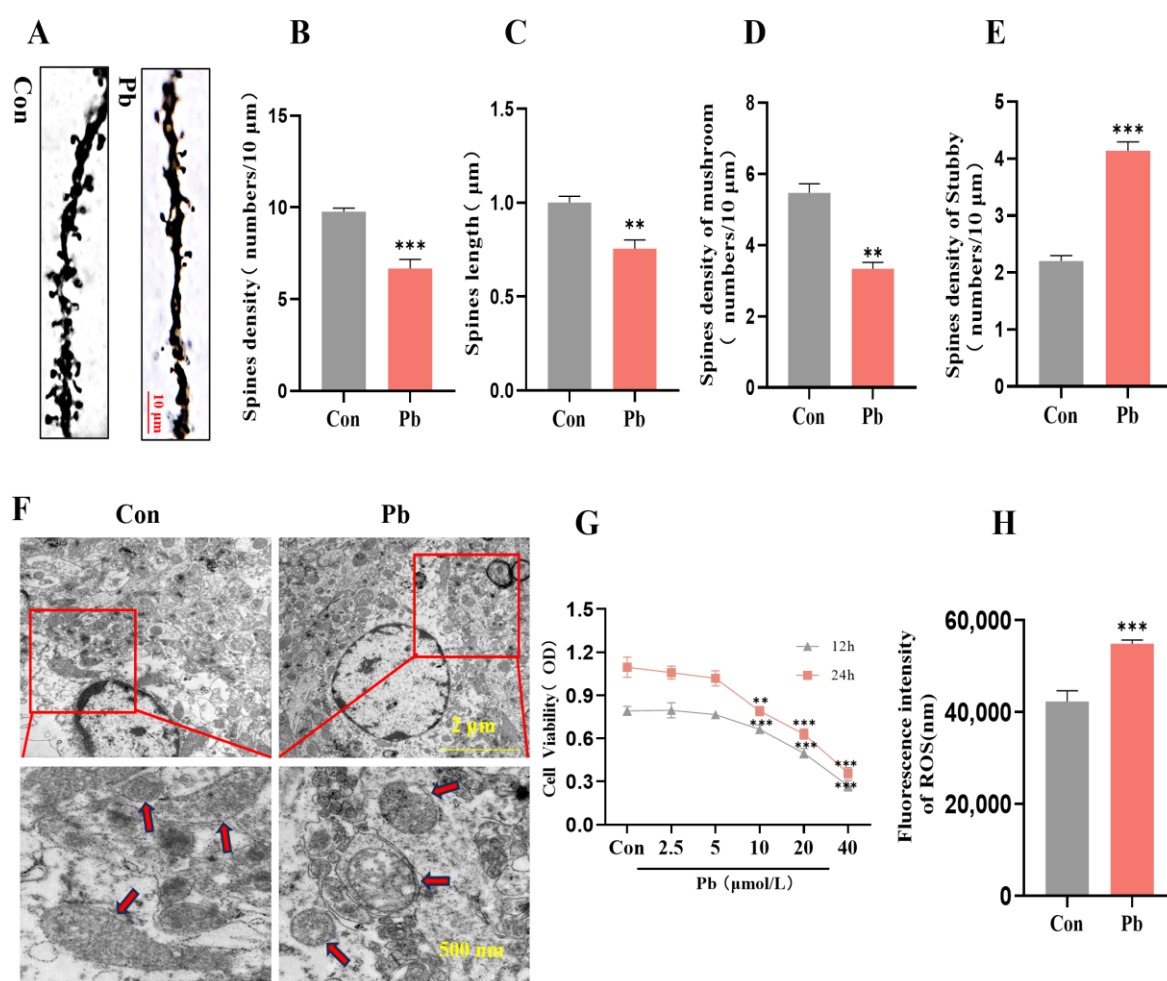 A
Con
Pb
10 μm
B
Spines density( numbers/10 μm)
15
10
5
0
***
Con Pb
C
Spines length( μm)
1.5
1.0
0.5
0.0
**
Con Pb
D
Spines density of mushroom
( numbers/10 μm)
8
6
4
2
0
**
Con Pb
E
Spines density of Stubby
( numbers/10 μm)
5
4
3
2
1
0
***
Con Pb
F
Con Pb
2 μm
500 nm
G
Cell Viability( OD)
1.5
1.2
0.9
0.6
0.3
0.0
12h
24h
**
***
***
***
***
***
Con 2.5 5 10 20 40
Pb (μmol/L)
H
Fluorescence intensity
of ROS(nm)
60,000
40,000
20,000
0
***
Con Pb